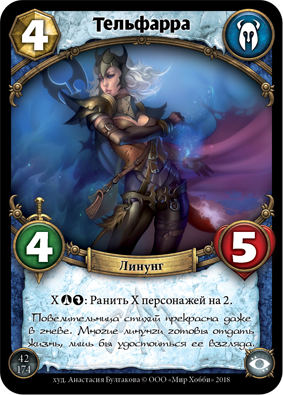 4
Тельфарра
4
5
Линунг
X: Ранить X персонажей на 2.
Повелительница стихий прекрасна даже
в гневе. Многие линунги готовы отдать
жизнь, лишь бы удостоиться ее взгляда.
42
174
худ. Анастасия Булгакова © ООО «Мир Хобби» 2018